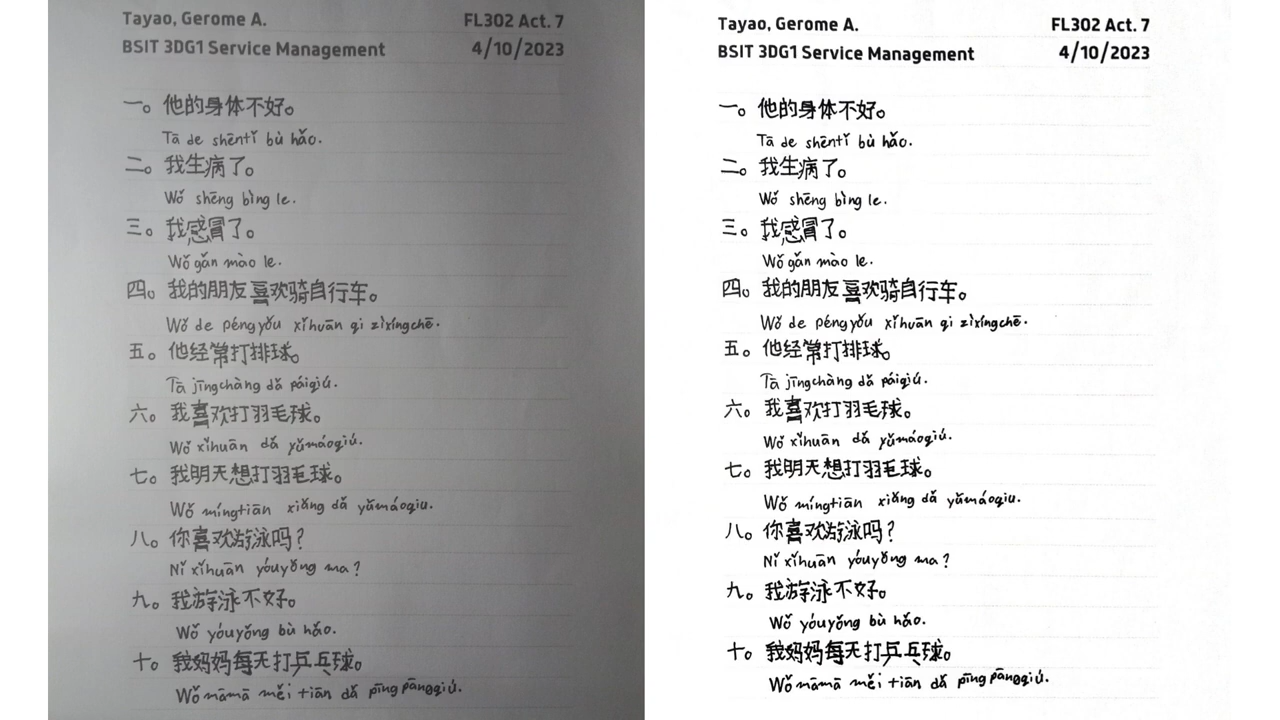 Tayao, Gerome A. FL302 Act. 7
BSIT 3DG1 Service Management 4/10/2023
一。他的身体不好。
Tā de shēntǐ bù hǎo.
二。我生病了。
Wǒ shēng bìng le.
三。我感冒了。
Wǒ gǎn mào le.
四。我的朋友喜欢骑自行车。
Wǒ de péngyǒu xǐhuān qi zìxíngchē.
五。他经常打排球。
Tā jīngchàng dǎ páiqiú.
六。我喜欢打羽毛球。
Wǒ xǐhuān dǎ yǔmáoqiú.
七。我明天想打羽毛球。
Wǒ míngtiān xiǎng dǎ yǔmáoqiu.
八。你喜欢游泳吗？
Nǐ xǐhuān yóuyǒng ma?
九。我游泳不好。
Wǒ yóuyǒng bù hǎo.
十。我妈妈每天打乒乓球。
Wǒ māmā měi tiān dǎ pīngpāngqiú.
Tayao, Gerome A. FL302 Act. 7
BSIT 3DG1 Service Management 4/10/2023
一。他的身体不好。
Tā de shēntǐ bù hǎo.
二。我生病了。
Wǒ shēng bìng le.
三。我感冒了。
Wǒ gǎn mào le.
四。我的朋友喜欢骑自行车。
Wǒ de péngyǒu xǐhuān qi zìxíngchē.
五。他经常打排球。
Tā jīngchàng dǎ páiqiú.
六。我喜欢打羽毛球。
Wǒ xǐhuān dǎ yǔmáoqiú.
七。我明天想打羽毛球。
Wǒ míngtiān xiǎng dǎ yǔmáoqiu.
八。你喜欢游泳吗？
Nǐ xǐhuān yóuyǒng ma?
九。我游泳不好。
Wǒ yóuyǒng bù hǎo.
十。我妈妈每天打乒乓球。
Wǒ māmā měi tiān dǎ pīngpāngqiú.